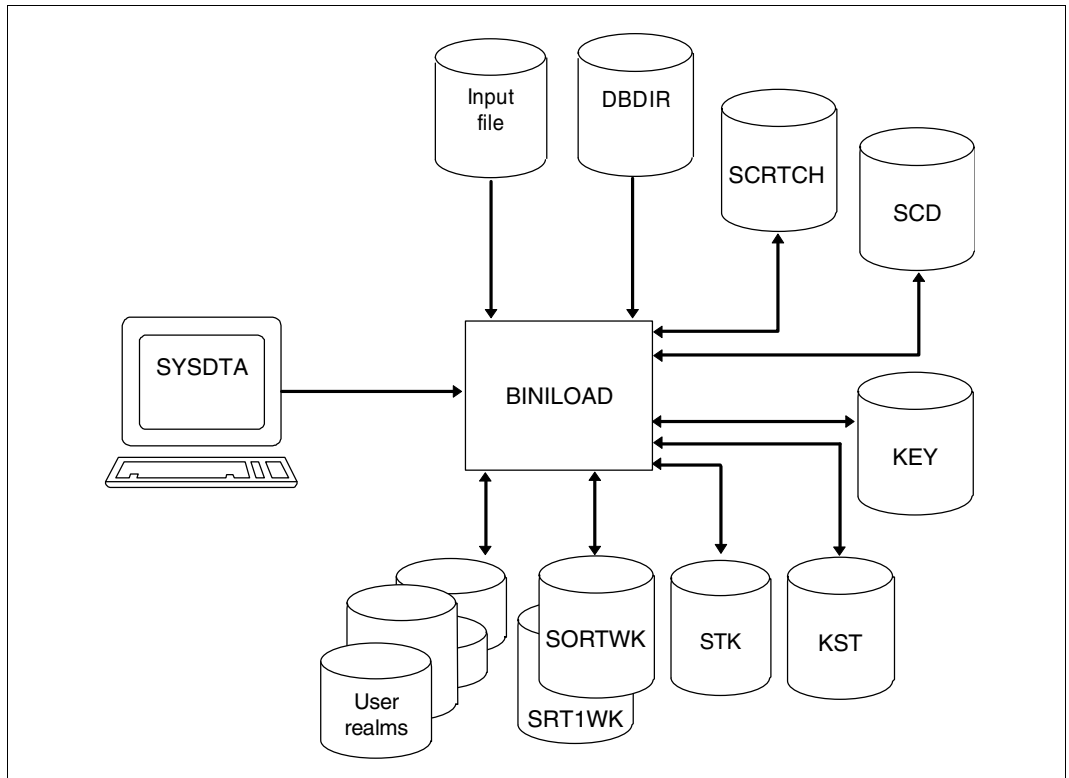 Input
file
DBDIR
SCRTCH
SCD
SYSDTA
BINILOAD
KEY
SORTWK
STK
KST
User
realms
SRT1WK